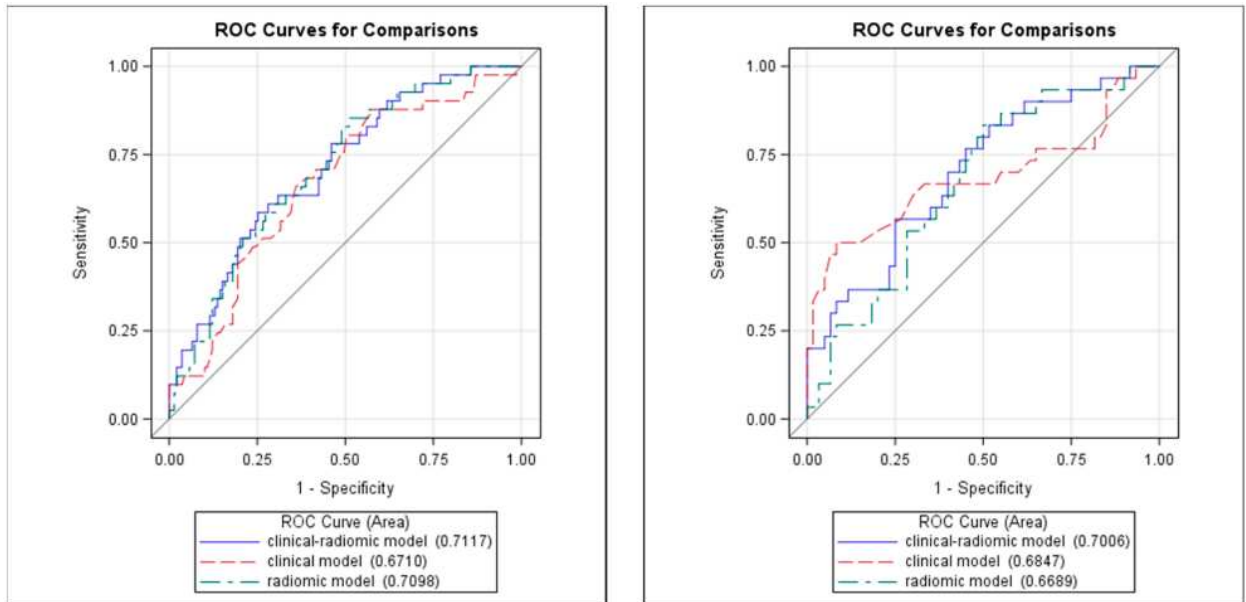 ROC Curves for Comparisons
1.00
0.75
0.50
0.25
0.00
Sensitivity
0.00 0.25 0.50 0.75 1.00
1 - Specificity
ROC Curve (Area)
clinical-radiomic model (0.7117)
clinical model (0.6710)
radiomic model (0.7098)
ROC Curves for Comparisons
1.00
0.75
0.50
0.25
0.00
Sensitivity
0.00 0.25 0.50 0.75 1.00
1 - Specificity
ROC Curve (Area)
clinical-radiomic model (0.7006)
clinical model (0.6847)
radiomic model (0.6689)